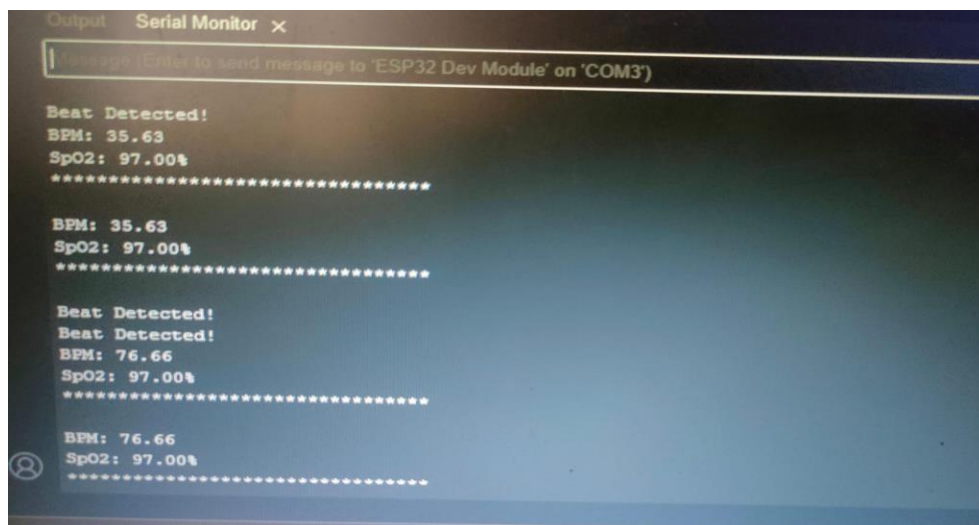 Output Serial Monitor ×
Message (Enter to send message to 'ESP32 Dev Module' on 'COM3')
Beat Detected!
BPM: 35.63
SpO2: 97.00%
********************************
BPM: 35.63
SpO2: 97.00%
********************************
Beat Detected!
Beat Detected!
BPM: 76.66
SpO2: 97.00%
********************************
BPM: 76.66
SpO2: 97.00%
********************************